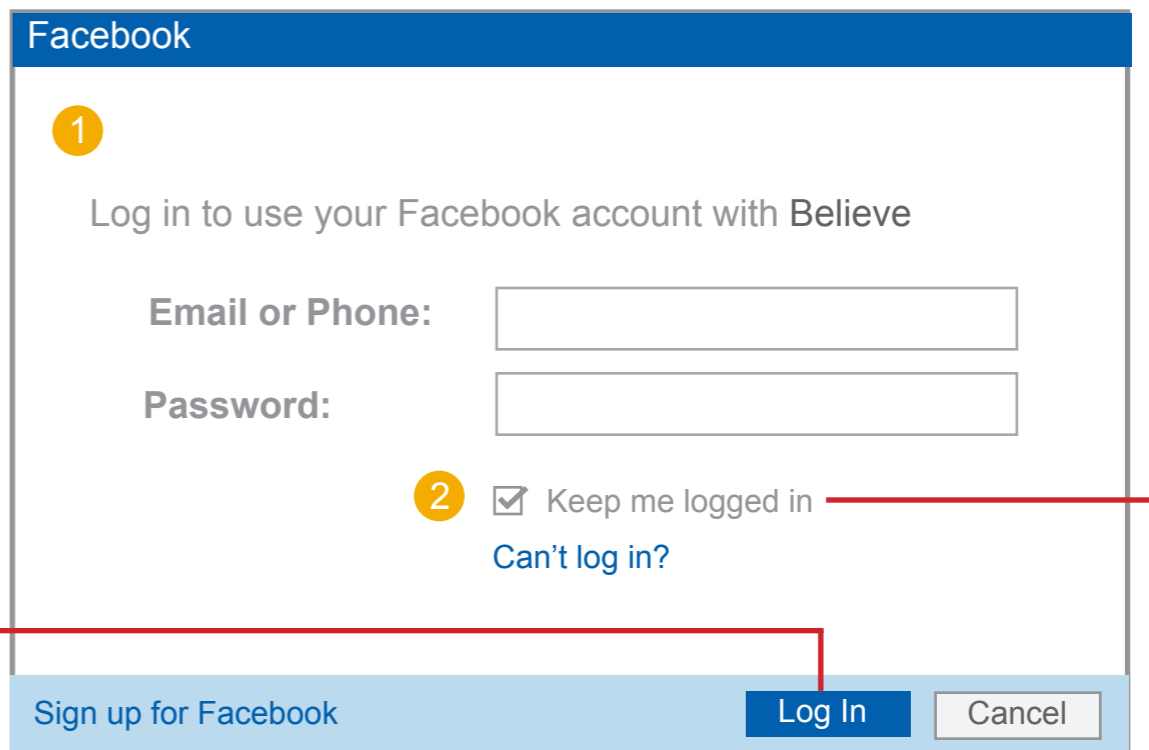 Facebook
1
Log in to use your Facebook account with Believe
Email or Phone:
Password:
2 Keep me logged in
Can’t log in?
Sign up for Facebook Log In Cancel